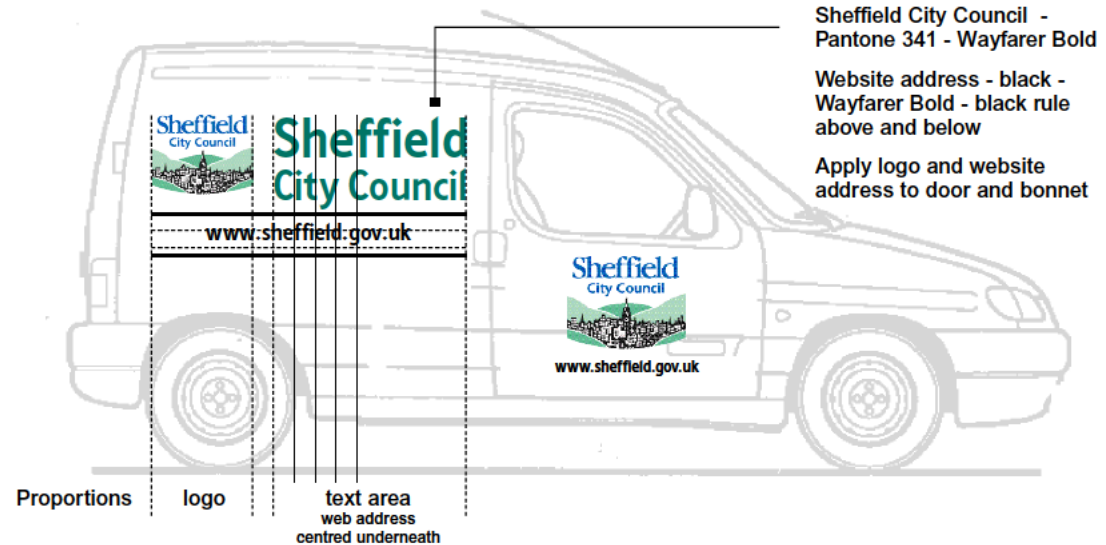 Sheffield City Council -
Pantone 341 - Wayfarer Bold
Website address - black -
Wayfarer Bold - black rule
above and below
Apply logo and website
address to door and bonnet
Sheffield
City Council
Sheffield
City Council
www.sheffield.gov.uk
Sheffield
City Council
www.sheffield.gov.uk
Proportions
logo
text area
web address
centred underneath